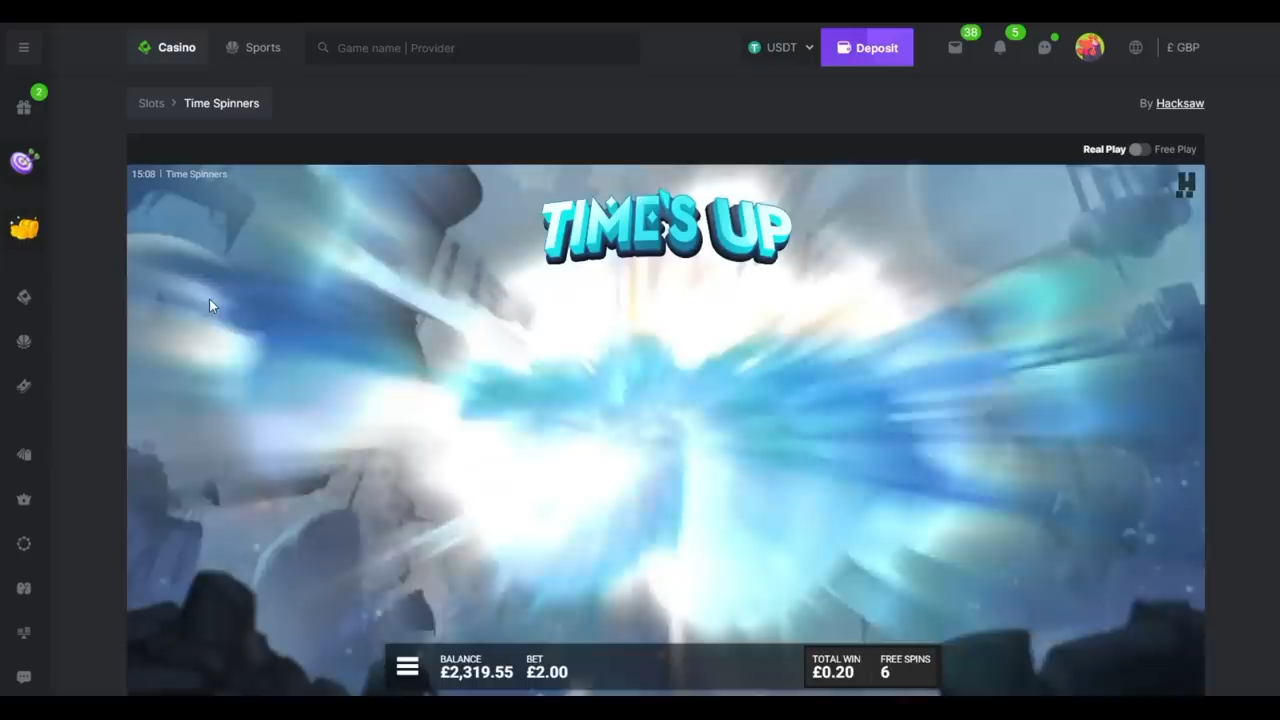 Casino
Sports
Game name | Provider
USDT
Deposit
38
5
£ GBP
2
Slots > Time Spinners
By Hacksaw
Real Play
Free Play
15:08 | Time Spinners
TIME'S UP
BALANCE
£2,319.55
BET
£2.00
TOTAL WIN
£0.20
FREE SPINS
6